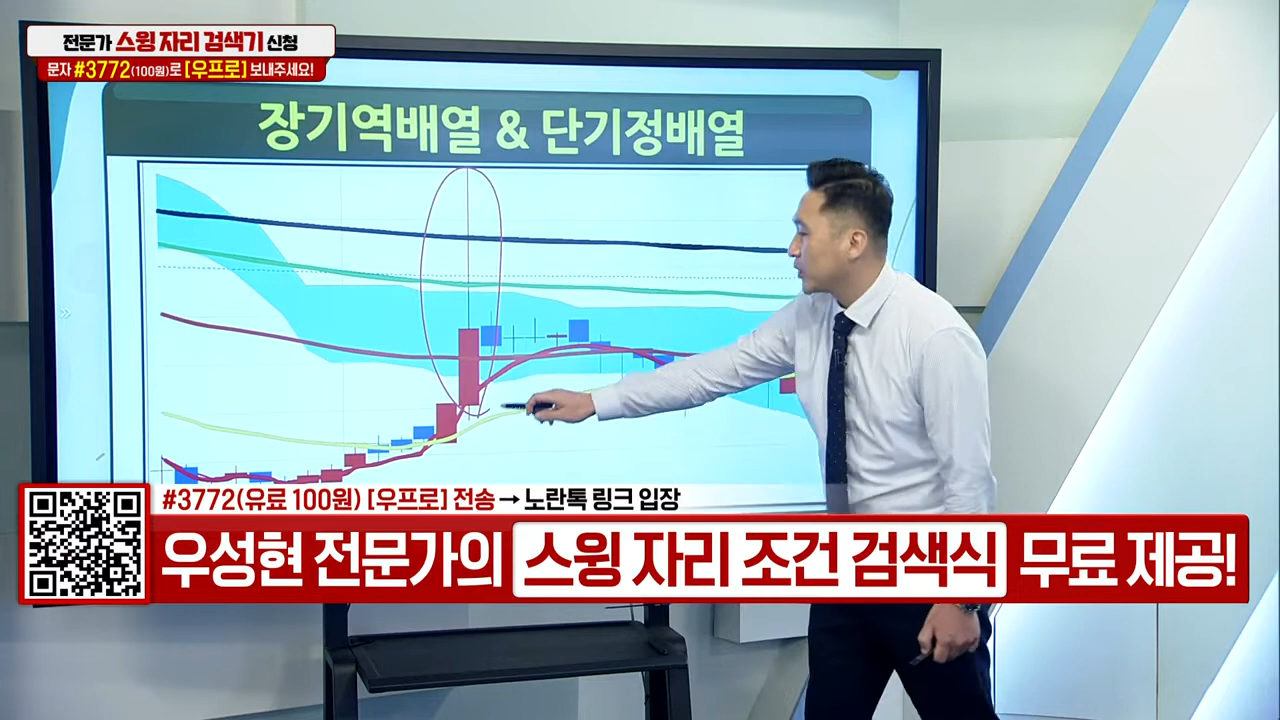 전문가 스윙 자리 검색기 신청
문자 #3772(100원)로 [우프로] 보내주세요!
장기역배열 & 단기정배열
#3772(유료 100원) [우프로] 전송 → 노란톡 링크 입장
우성현 전문가의 스윙 자리 조건 검색식 무료 제공!